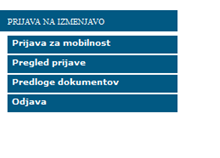 PRIJAVA NA IZMENJAVO
Prijava za mobilnost
Pregled prijave
Predloge dokumentov
Odjava